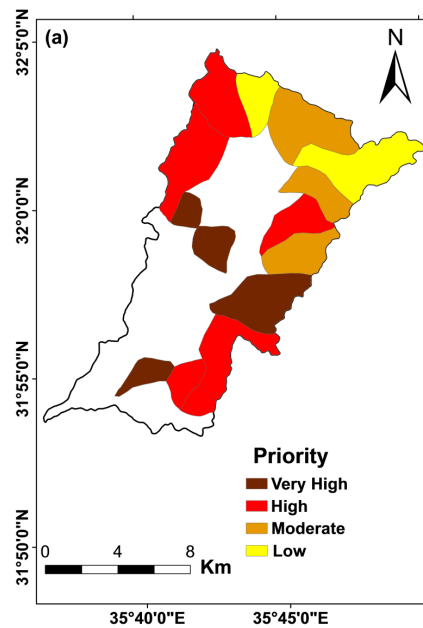 (a)
N
32°5'0"N
32°0'0"N
31°55'0"N
31°50'0"N
Priority
Very High
High
Moderate
Low
0 4 8
Km
35°40'0"E 35°45'0"E